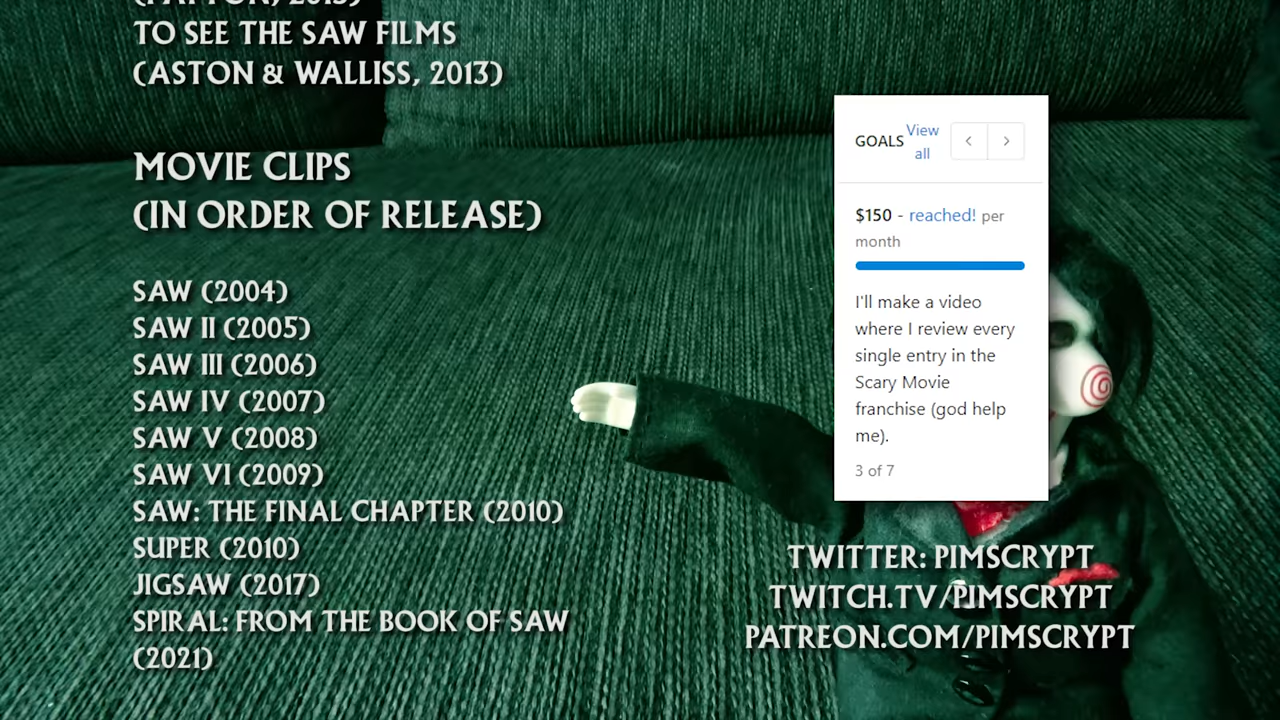 (PATTON, 2013)
TO SEE THE SAW FILMS
(ASTON & WALLISS, 2013)
MOVIE CLIPS
(IN ORDER OF RELEASE)
SAW (2004)
SAW II (2005)
SAW III (2006)
SAW IV (2007)
SAW V (2008)
SAW VI (2009)
SAW: THE FINAL CHAPTER (2010)
SUPER (2010)
JIGSAW (2017)
SPIRAL: FROM THE BOOK OF SAW
(2021)
GOALS View
all
$150 - reached! per
month
I'll make a video
where I review every
single entry in the
Scary Movie
franchise (god help
me).
3 of 7
TWITTER: PIMSCRYPT
TWITCH.TV/PIMSCRYPT
PATREON.COM/PIMSCRYPT